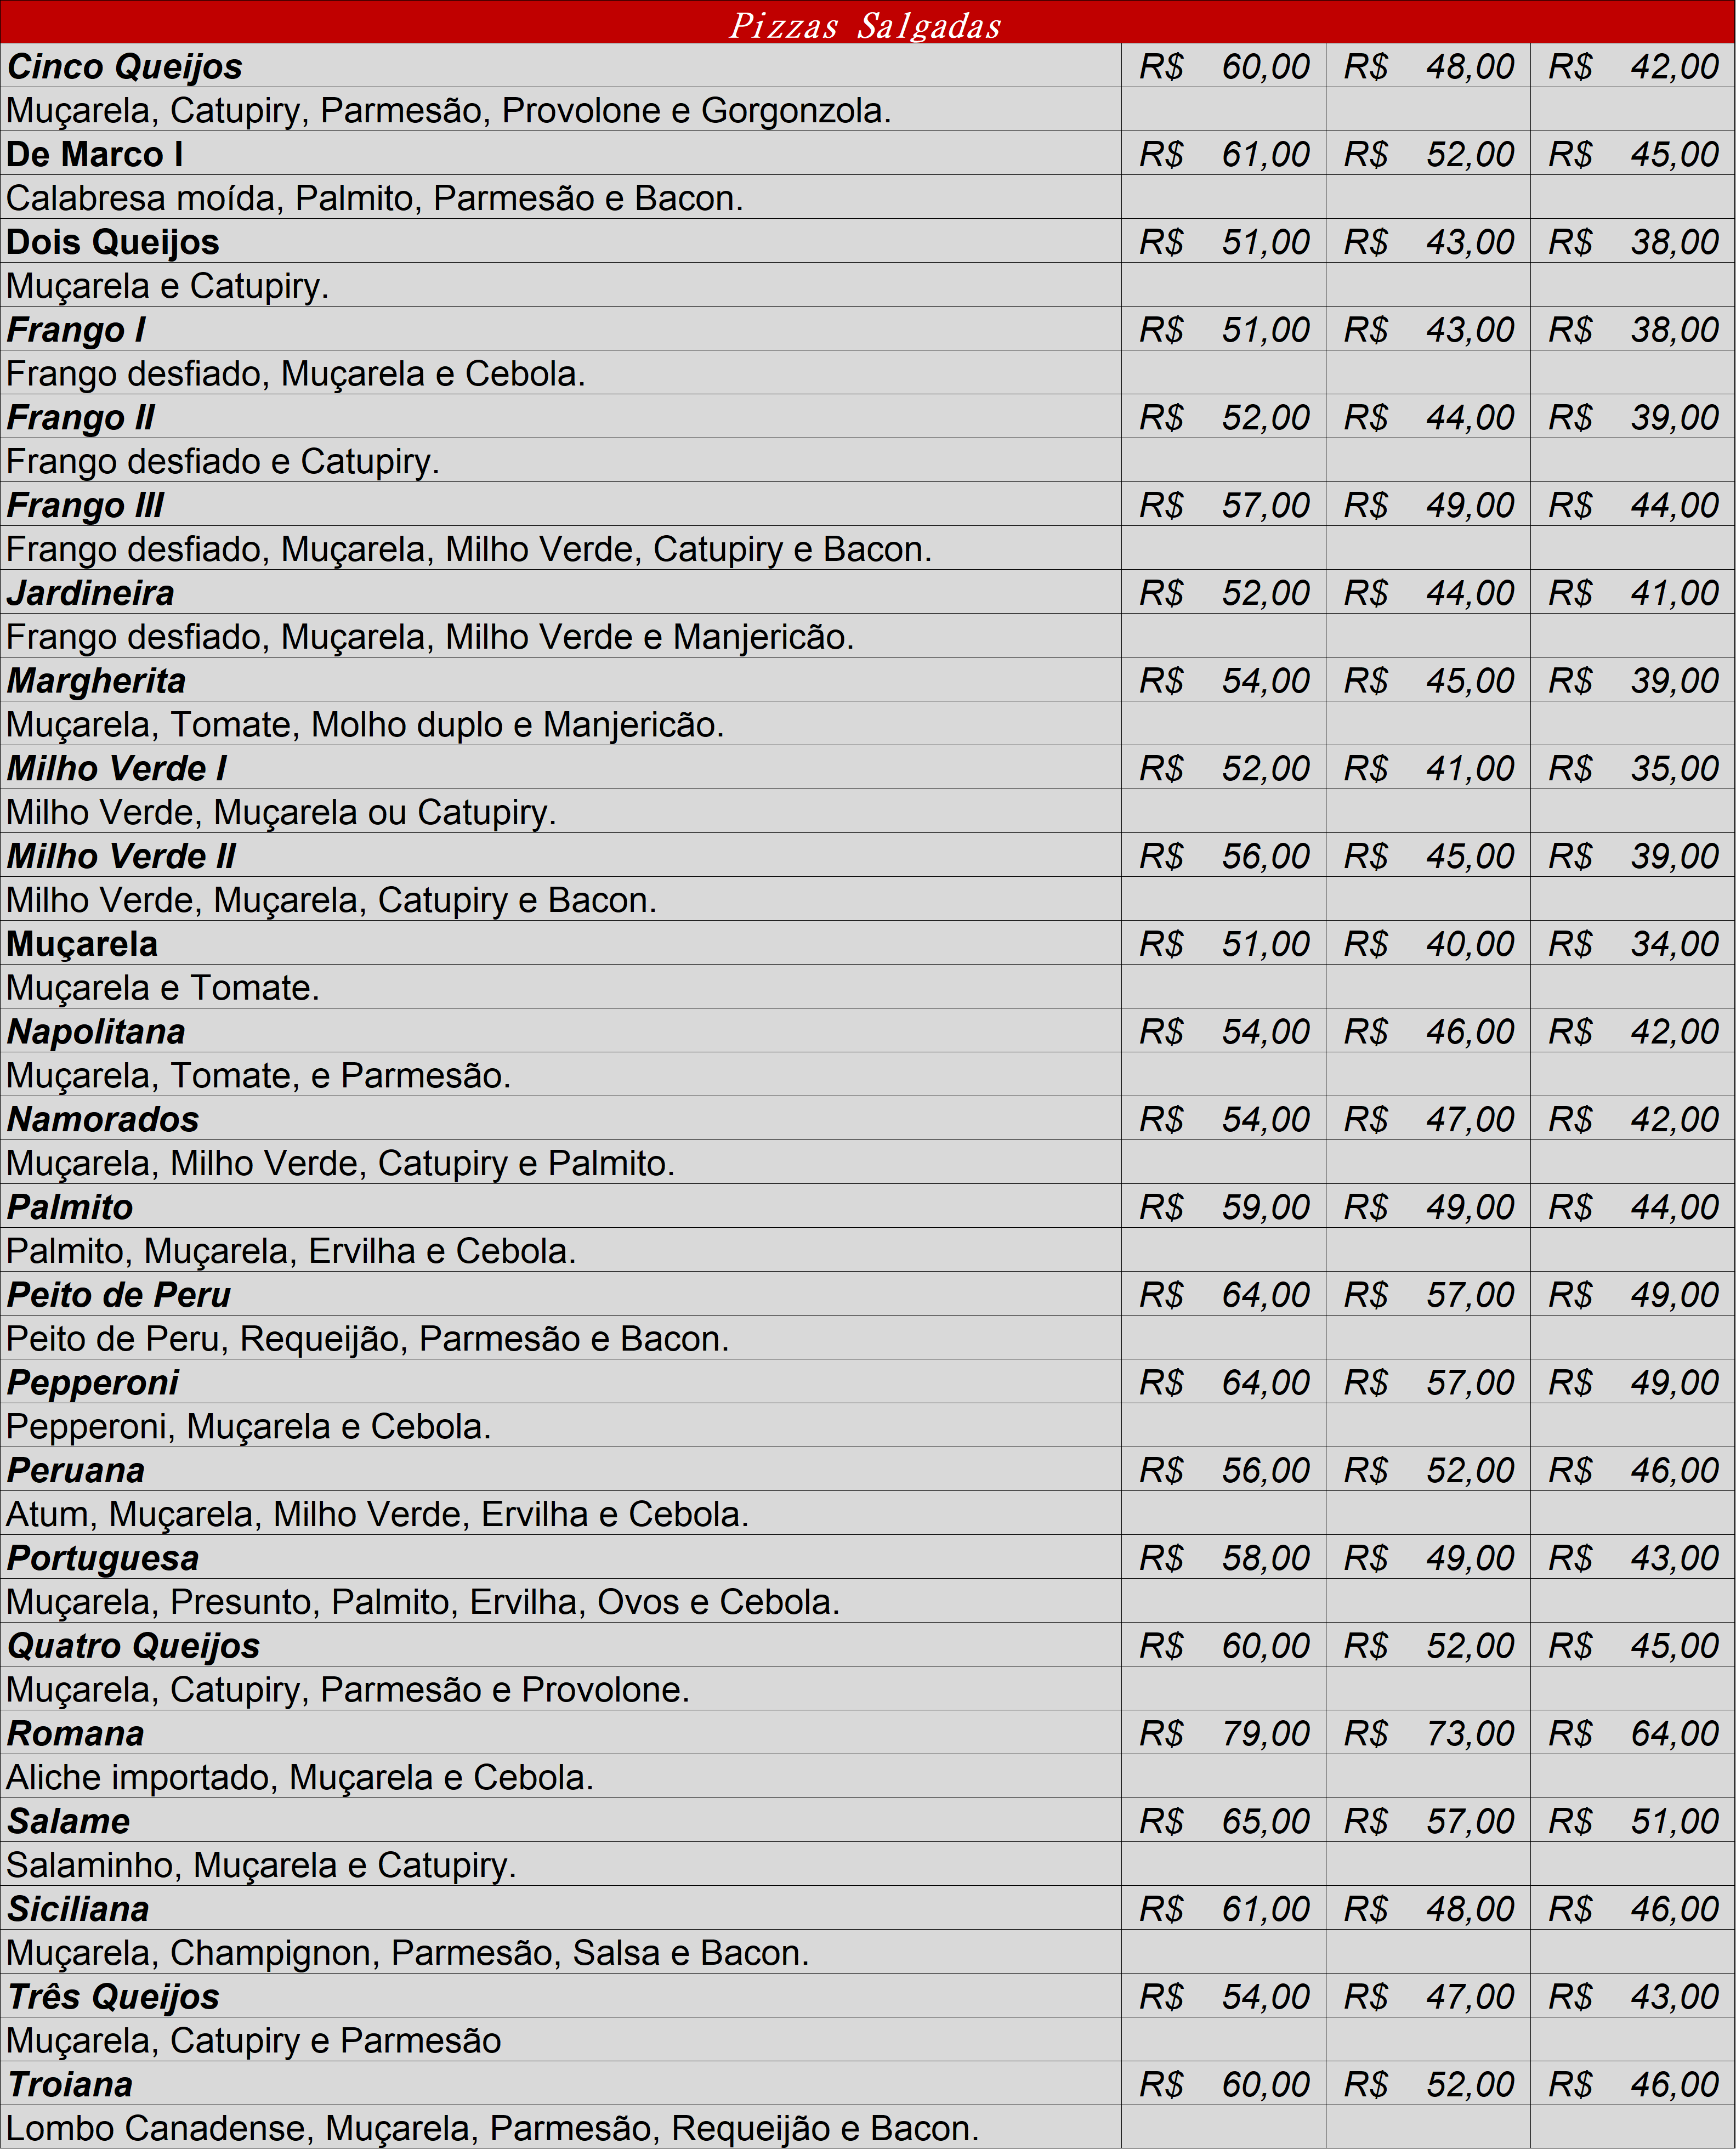 Pizzas Salgadas
Cinco Queijos R$ 60,00 R$ 48,00 R$ 42,00
Muçarela, Catupiry, Parmesão, Provolone e Gorgonzola.
De Marco I R$ 61,00 R$ 52,00 R$ 45,00
Calabresa moída, Palmito, Parmesão e Bacon.
Dois Queijos R$ 51,00 R$ 43,00 R$ 38,00
Muçarela e Catupiry.
Frango I R$ 51,00 R$ 43,00 R$ 38,00
Frango desfiado, Muçarela e Cebola.
Frango II R$ 52,00 R$ 44,00 R$ 39,00
Frango desfiado e Catupiry.
Frango III R$ 57,00 R$ 49,00 R$ 44,00
Frango desfiado, Muçarela, Milho Verde, Catupiry e Bacon.
Jardineira R$ 52,00 R$ 44,00 R$ 41,00
Frango desfiado, Muçarela, Milho Verde e Manjericão.
Margherita R$ 54,00 R$ 45,00 R$ 39,00
Muçarela, Tomate, Molho duplo e Manjericão.
Milho Verde I R$ 52,00 R$ 41,00 R$ 35,00
Milho Verde, Muçarela ou Catupiry.
Milho Verde II R$ 56,00 R$ 45,00 R$ 39,00
Milho Verde, Muçarela, Catupiry e Bacon.
Muçarela R$ 51,00 R$ 40,00 R$ 34,00
Muçarela e Tomate.
Napolitana R$ 54,00 R$ 46,00 R$ 42,00
Muçarela, Tomate, e Parmesão.
Namorados R$ 54,00 R$ 47,00 R$ 42,00
Muçarela, Milho Verde, Catupiry e Palmito.
Palmito R$ 59,00 R$ 49,00 R$ 44,00
Palmito, Muçarela, Ervilha e Cebola.
Peito de Peru R$ 64,00 R$ 57,00 R$ 49,00
Peito de Peru, Requeijão, Parmesão e Bacon.
Pepperoni R$ 64,00 R$ 57,00 R$ 49,00
Pepperoni, Muçarela e Cebola.
Peruana R$ 56,00 R$ 52,00 R$ 46,00
Atum, Muçarela, Milho Verde, Ervilha e Cebola.
Portuguesa R$ 58,00 R$ 49,00 R$ 43,00
Muçarela, Presunto, Palmito, Ervilha, Ovos e Cebola.
Quatro Queijos R$ 60,00 R$ 52,00 R$ 45,00
Muçarela, Catupiry, Parmesão e Provolone.
Romana R$ 79,00 R$ 73,00 R$ 64,00
Aliche importado, Muçarela e Cebola.
Salame R$ 65,00 R$ 57,00 R$ 51,00
Salaminho, Muçarela e Catupiry.
Siciliana R$ 61,00 R$ 48,00 R$ 46,00
Muçarela, Champignon, Parmesão, Salsa e Bacon.
Três Queijos R$ 54,00 R$ 47,00 R$ 43,00
Muçarela, Catupiry e Parmesão
Troiana R$ 60,00 R$ 52,00 R$ 46,00
Lombo Canadense, Muçarela, Parmesão, Requeijão e Bacon.